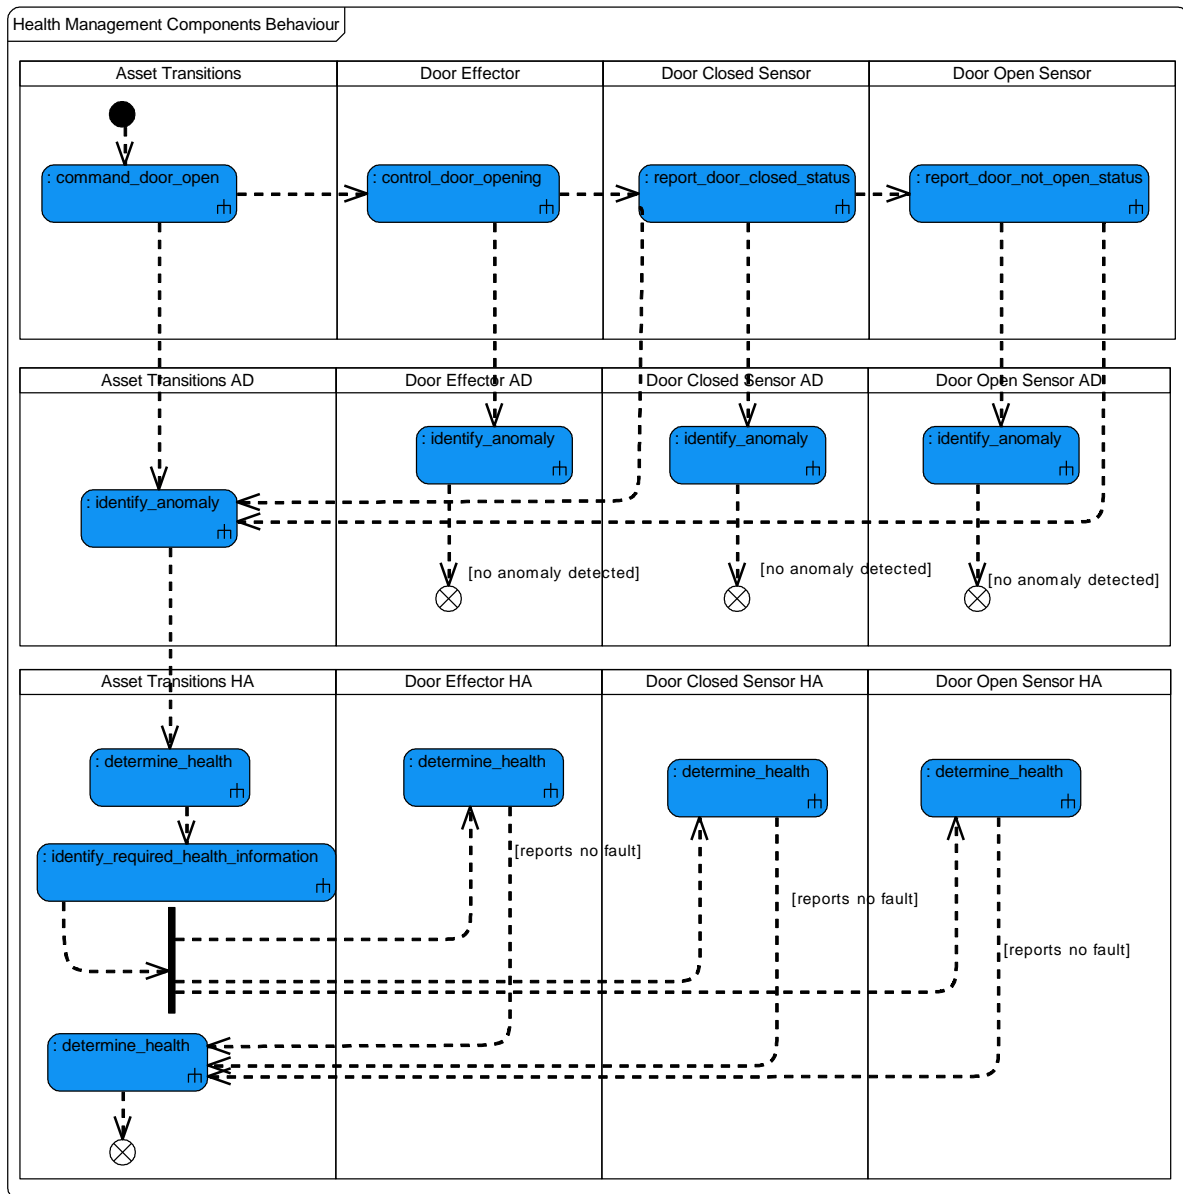 Health Management Components Behaviour
Asset Transitions
Door Effector
Door Closed Sensor
Door Open Sensor
: command_door_open
: control_door_opening
: report_door_closed_status
: report_door_not_open_status
Asset Transitions AD
Door Effector AD
Door Closed Sensor AD
Door Open Sensor AD
: identify_anomaly
: identify_anomaly
: identify_anomaly
: identify_anomaly
[no anomaly detected]
[no anomaly detected]
[no anomaly detected]
Asset Transitions HA
Door Effector HA
Door Closed Sensor HA
Door Open Sensor HA
: determine_health
: determine_health
: determine_health
: determine_health
: identify_required_health_information
[reports no fault]
[reports no fault]
[reports no fault]
: determine_health